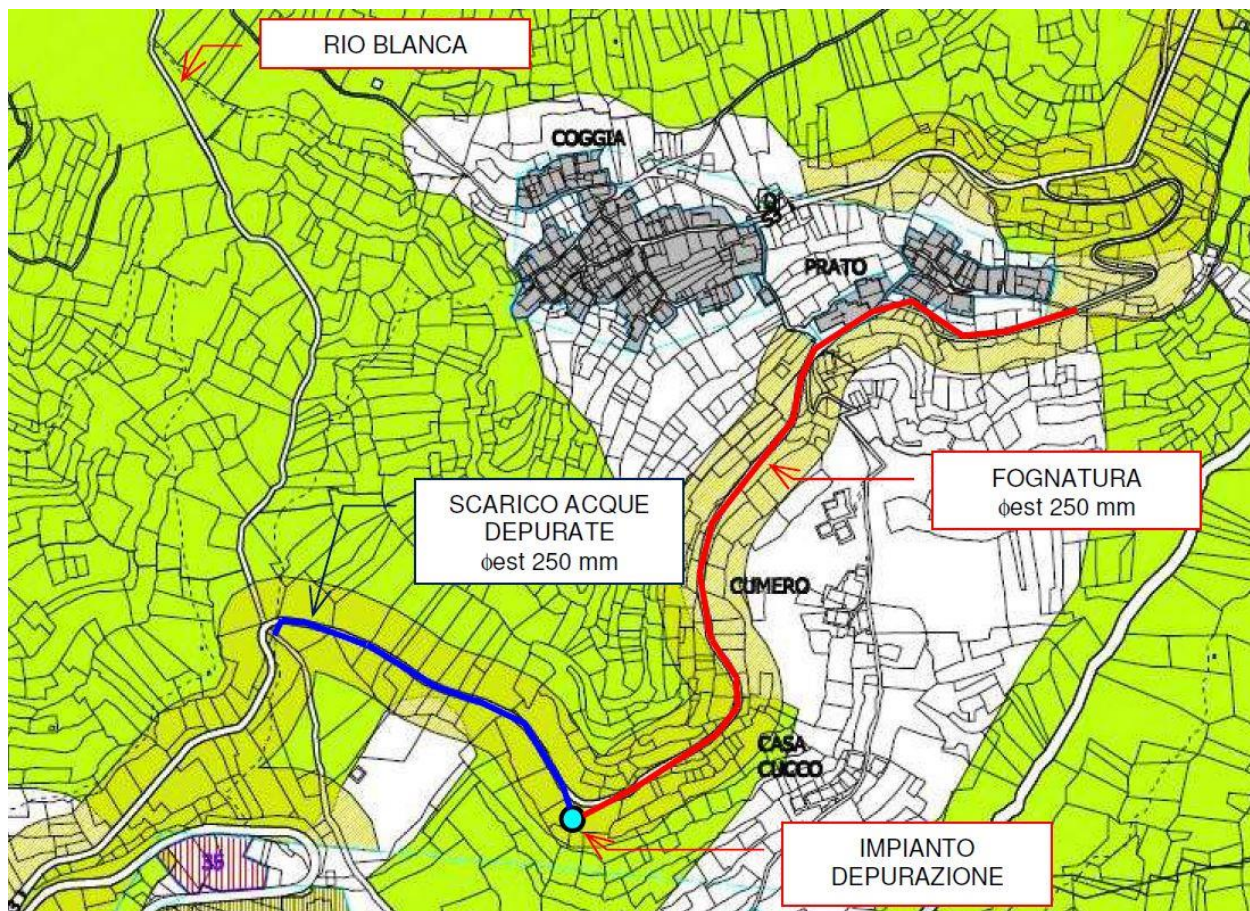 RIO BLANCA
COGGIA
PRATO
SCARICO ACQUE
DEPURATE
ϕest 250 mm
FOGNATURA
ϕest 250 mm
CUMERO
CASA
CUCCO
IMPIANTO
DEPURAZIONE
35